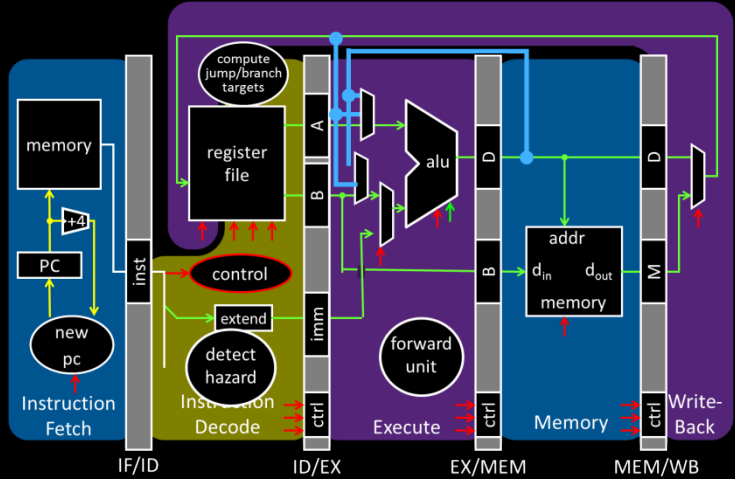 compute
jump/branch
targets
memory
register
file
A
B
alu
D
D
+4
PC
inst
control
addr
d_in d_out
memory
B
M
new
pc
extend
imm
detect
hazard
forward
unit
Instruction
Fetch
Instruction
Decode
ctrl
Execute
ctrl
Memory
ctrl
Write-
Back
IF/ID
ID/EX
EX/MEM
MEM/WB